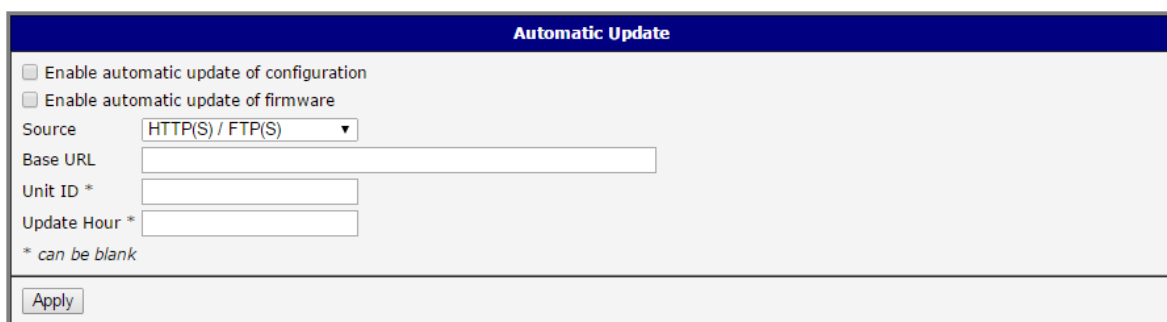 Automatic Update
Enable automatic update of configuration
Enable automatic update of firmware
Source HTTP(S) / FTP(S)
Base URL
Unit ID *
Update Hour *
* can be blank
Apply